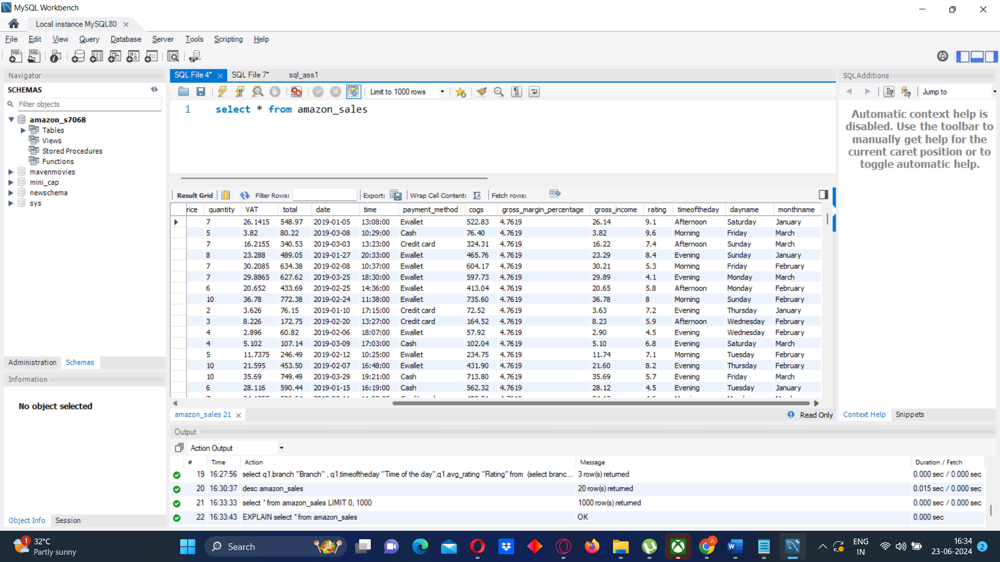 MySQL Workbench
Local instance MySQL80
File Edit View Query Database Server Tools Scripting Help
Navigator
SCHEMAS
Filter objects
amazon_s7068
Tables
Views
Stored Procedures
Functions
mavenmovies
mini_cap
newschema
sys
Administration Schemas
Information
No object selected
Object Info Session
SQL File 4* SQL File 7* sql_ass1
Limit to 1000 rows
1 select * from amazon_sales
Result Grid Filter Rows: Export: Wrap Cell Content: Fetch rows:
rice quantity VAT total date time payment_method cogs gross_margin_percentage gross_income rating timeoftheday dayname monthname
7 26.1415 548.97 2019-01-05 13:08:00 Ewallet 522.83 4.7619 26.14 9.1 Afternoon Saturday January
5 3.82 80.22 2019-03-08 10:29:00 Cash 76.40 4.7619 3.82 9.6 Morning Friday March
7 16.2155 340.53 2019-03-03 13:23:00 Credit card 324.31 4.7619 16.22 7.4 Afternoon Sunday March
8 23.288 489.05 2019-01-27 20:33:00 Ewallet 465.76 4.7619 23.29 8.4 Evening Sunday January
7 30.2085 634.38 2019-02-08 10:37:00 Ewallet 604.17 4.7619 30.21 5.3 Morning Friday February
7 29.8865 627.62 2019-03-25 18:30:00 Ewallet 597.73 4.7619 29.89 4.1 Evening Monday March
6 20.652 433.69 2019-02-25 14:36:00 Ewallet 413.04 4.7619 20.65 5.8 Afternoon Monday February
10 36.78 772.38 2019-02-24 11:38:00 Ewallet 735.60 4.7619 36.78 8 Morning Sunday February
2 3.626 76.15 2019-01-10 17:15:00 Credit card 72.52 4.7619 3.63 7.2 Evening Thursday January
3 8.226 172.75 2019-02-20 13:27:00 Credit card 164.52 4.7619 8.23 5.9 Afternoon Wednesday February
4 2.896 60.82 2019-02-06 18:07:00 Ewallet 57.92 4.7619 2.90 4.5 Evening Wednesday February
4 5.102 107.14 2019-03-09 17:03:00 Cash 102.04 4.7619 5.10 6.8 Evening Saturday March
5 11.7375 246.49 2019-02-12 10:25:00 Ewallet 234.75 4.7619 11.74 7.1 Morning Tuesday February
10 21.595 453.50 2019-02-07 16:48:00 Ewallet 431.90 4.7619 21.60 8.2 Evening Thursday February
10 35.69 749.49 2019-03-29 19:21:00 Cash 713.80 4.7619 35.69 5.7 Evening Friday March
6 28.116 590.44 2019-01-15 16:19:00 Cash 562.32 4.7619 28.12 4.5 Evening Tuesday January
amazon_sales 21
Read Only
Output
Action Output
# Time Action Message Duration / Fetch
19 16:27:56 select q1.branch "Branch" , q1.timeoftheday "Time of the day",q1.avg_rating "Rating" from (select branc... 3 row(s) returned 0.000 sec / 0.000 sec
20 16:30:37 desc amazon_sales 20 row(s) returned 0.015 sec / 0.000 sec
21 16:33:33 select * from amazon_sales LIMIT 0, 1000 1000 row(s) returned 0.000 sec / 0.000 sec
22 16:33:43 EXPLAIN select * from amazon_sales OK 0.000 sec
SQLAdditions
Jump to
Automatic context help is
disabled. Use the toolbar to
manually get help for the
current caret position or to
toggle automatic help.
Context Help Snippets
1
32°C
Partly sunny
Search
ENG
IN
16:34
23-06-2024
2